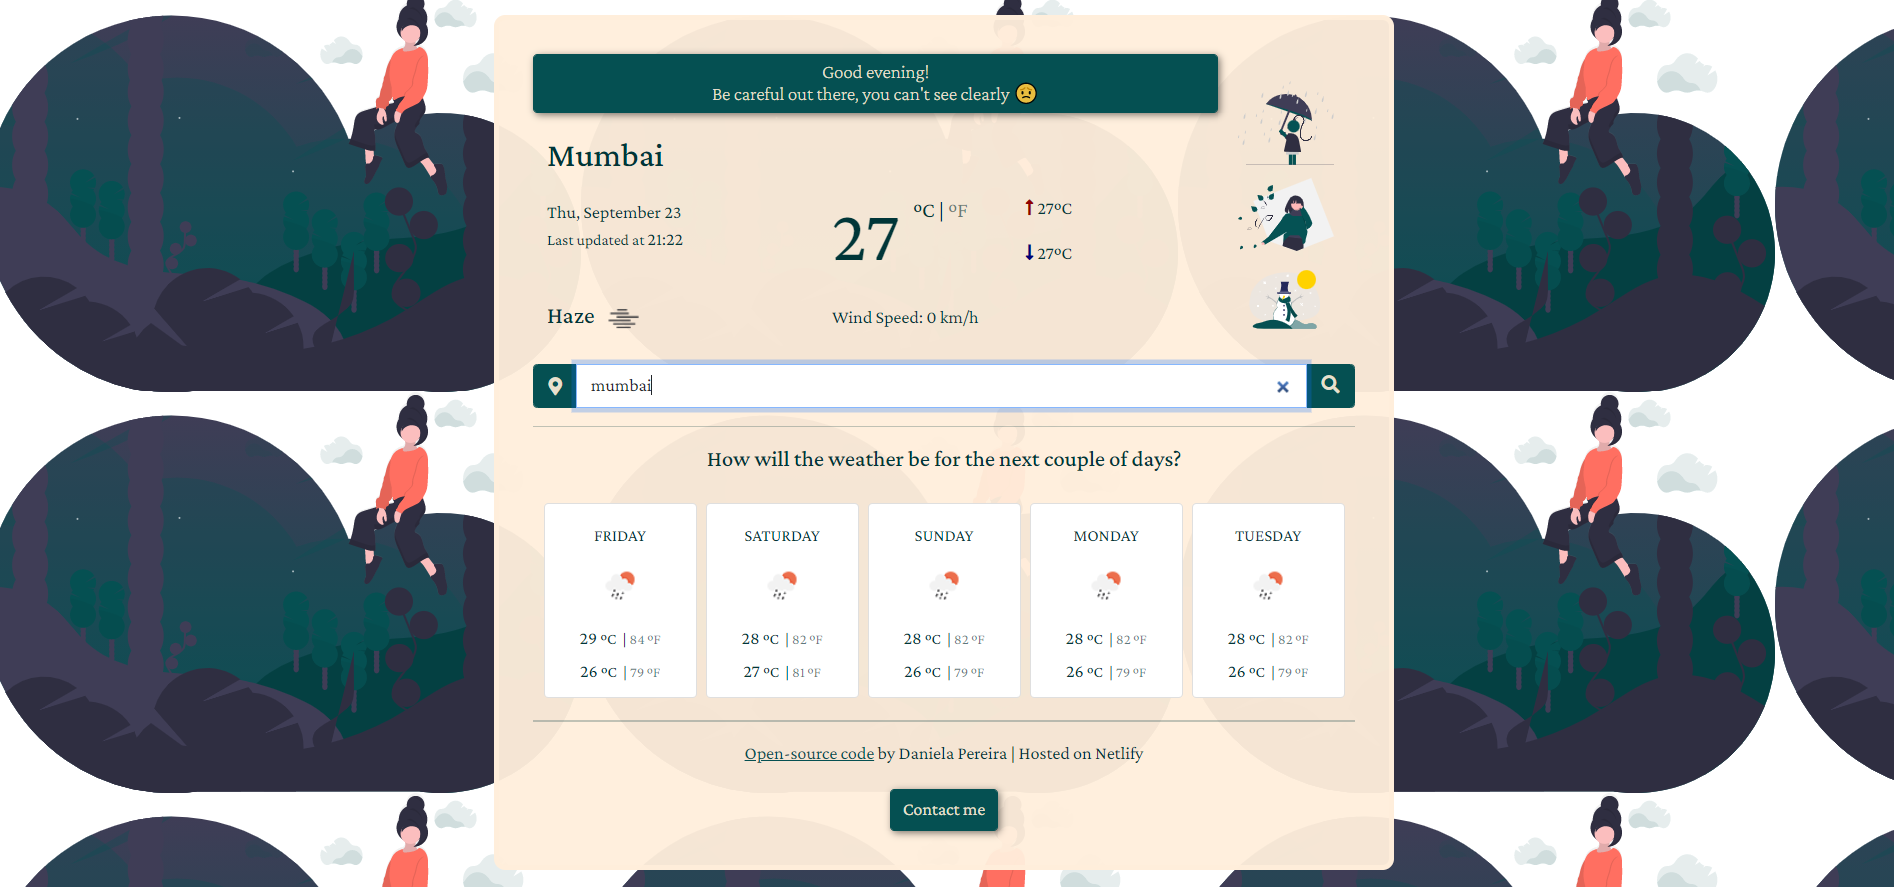 Good evening!
Be careful out there, you can't see clearly 😟
Mumbai
Thu, September 23
Last updated at 21:22
27 ºC | ºF
↑ 27ºC
↓ 27ºC
Haze
Wind Speed: 0 km/h
mumbai
How will the weather be for the next couple of days?
FRIDAY
29 ºC | 84 ºF
26 ºC | 79 ºF
SATURDAY
28 ºC | 82 ºF
27 ºC | 81 ºF
SUNDAY
28 ºC | 82 ºF
26 ºC | 79 ºF
MONDAY
28 ºC | 82 ºF
26 ºC | 79 ºF
TUESDAY
28 ºC | 82 ºF
26 ºC | 79 ºF
Open-source code by Daniela Pereira | Hosted on Netlify
Contact me